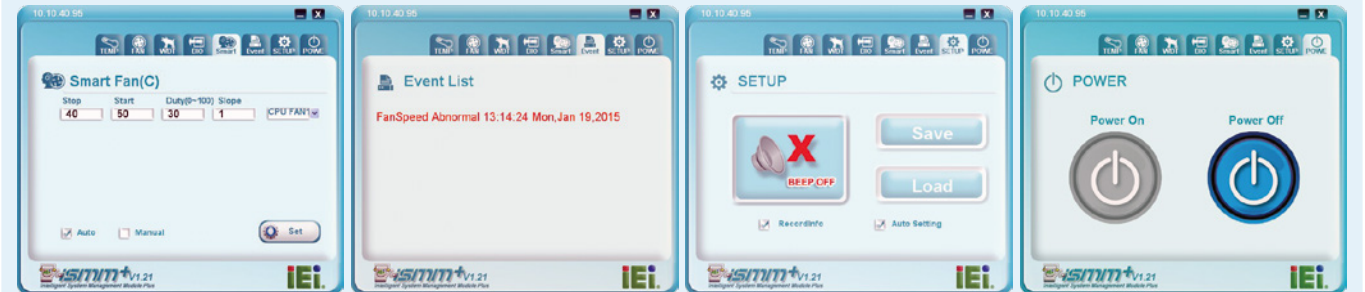 10.10.40.95
TEMP FAN WDT DIO Smart Event SETUP POWE
Smart Fan(C)
Stop Start Duty(0~100) Slope
40 50 30 1 CPU FAN1
Auto Manual Set
iSMM+ V1.21
Intelligent System Management Module Plus
iEi
10.10.40.95
TEMP FAN WDT DIO Smart Event SETUP POWE
Event List
FanSpeed Abnormal 13:14:24 Mon,Jan 19,2015
iSMM+ V1.21
Intelligent System Management Module Plus
iEi
10.10.40.95
TEMP FAN WDT DIO Smart Event SETUP POWE
SETUP
BEEP OFF
Save
Load
RecordInfo Auto Setting
iSMM+ V1.21
Intelligent System Management Module Plus
iEi
10.10.40.95
TEMP FAN WDT DIO Smart Event SETUP POWE
POWER
Power On Power Off
iSMM+ V1.21
Intelligent System Management Module Plus
iEi